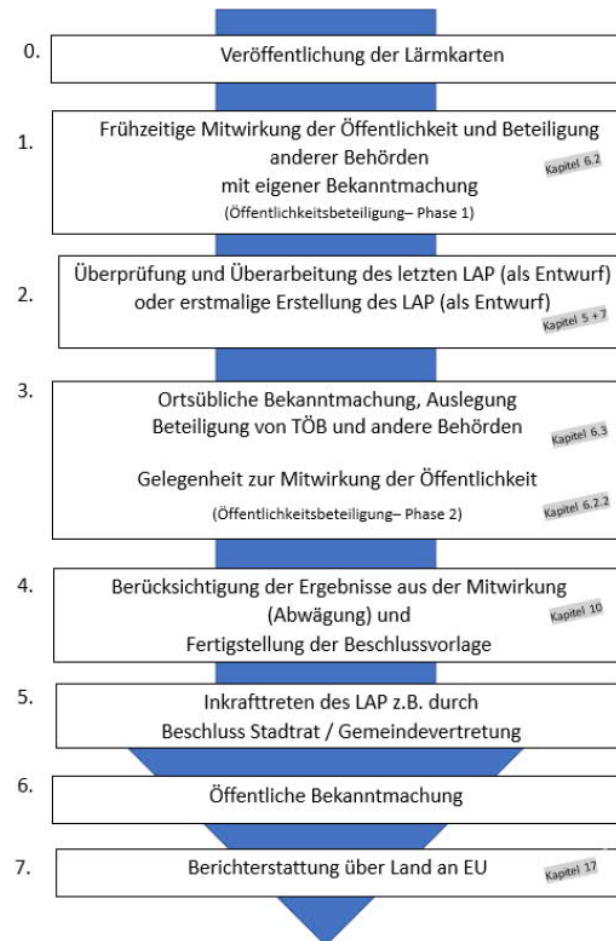 0.
Veröffentlichung der Lärmkarten
1.
Frühzeitige Mitwirkung der Öffentlichkeit und Beteiligung
anderer Behörden
mit eigener Bekanntmachung
(Öffentlichkeitsbeteiligung– Phase 1)
Kapitel 6.2
2.
Überprüfung und Überarbeitung des letzten LAP (als Entwurf)
oder erstmalige Erstellung des LAP (als Entwurf)
Kapitel 5 + 7
3.
Ortsübliche Bekanntmachung, Auslegung
Beteiligung von TÖB und andere Behörden
Kapitel 6.3
Gelegenheit zur Mitwirkung der Öffentlichkeit
(Öffentlichkeitsbeteiligung– Phase 2)
Kapitel 6.2.2
4.
Berücksichtigung der Ergebnisse aus der Mitwirkung
(Abwägung) und
Fertigstellung der Beschlussvorlage
Kapitel 10
5.
Inkrafttreten des LAP z.B. durch
Beschluss Stadtrat / Gemeindevertretung
6.
Öffentliche Bekanntmachung
7.
Berichterstattung über Land an EU
Kapitel 17